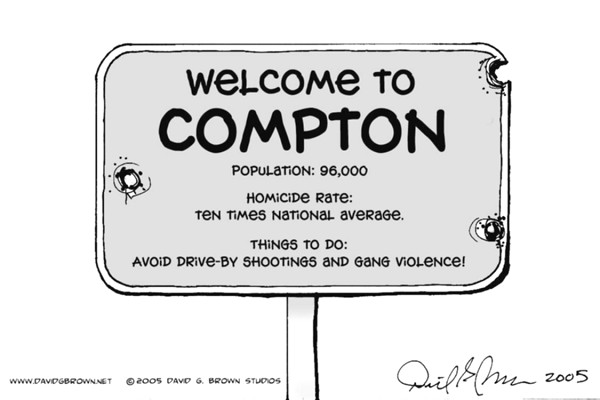 WELCOME TO
COMPTON
POPULATION: 96,000
HOMICIDE RATE:
TEN TIMES NATIONAL AVERAGE.
THINGS TO DO:
AVOID DRIVE-BY SHOOTINGS AND GANG VIOLENCE!
WWW.DAVIDGBROWN.NET ©2005 DAVID G. BROWN STUDIOS
2005